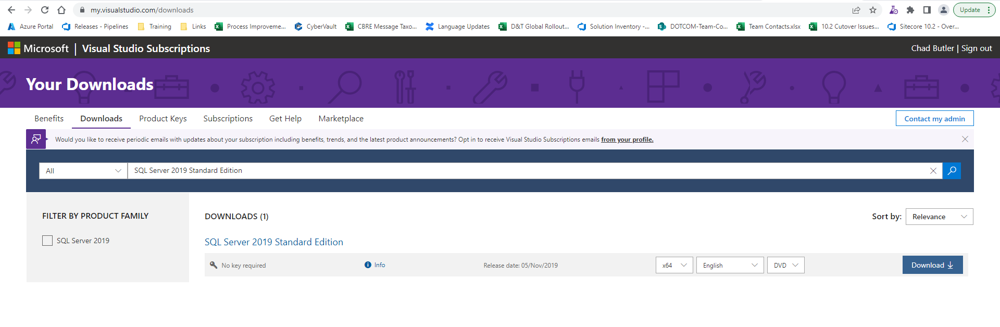 my.visualstudio.com/downloads
Update
Azure Portal
Releases - Pipelines
Training
Links
Process Improveme...
CyberVault
CBRE Message Taxo...
Language Updates
D&T Global Rollout...
Solution Inventory -...
DOTCOM-Team-Co...
Team Contacts.xlsx
10.2 Cutover Issues...
Sitecore 10.2 - Over...
Microsoft | Visual Studio Subscriptions
Chad Butler | Sign out
Your Downloads
Benefits
Downloads
Product Keys
Subscriptions
Get Help
Marketplace
Contact my admin
Would you like to receive periodic emails with updates about your subscription including benefits, trends, and the latest product announcements? Opt in to receive Visual Studio Subscriptions emails from your profile.
All
SQL Server 2019 Standard Edition
FILTER BY PRODUCT FAMILY
SQL Server 2019
DOWNLOADS (1)
Sort by:
Relevance
SQL Server 2019 Standard Edition
No key required
Info
Release date: 05/Nov/2019
x64
English
DVD
Download